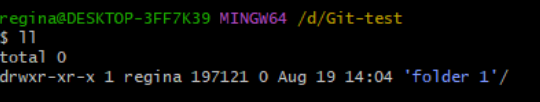 regina@DESKTOP-3FF7K39 MINGW64 /d/Git-test
$ ll
total 0
drwxr-xr-x 1 regina 197121 0 Aug 19 14:04 'folder 1'/